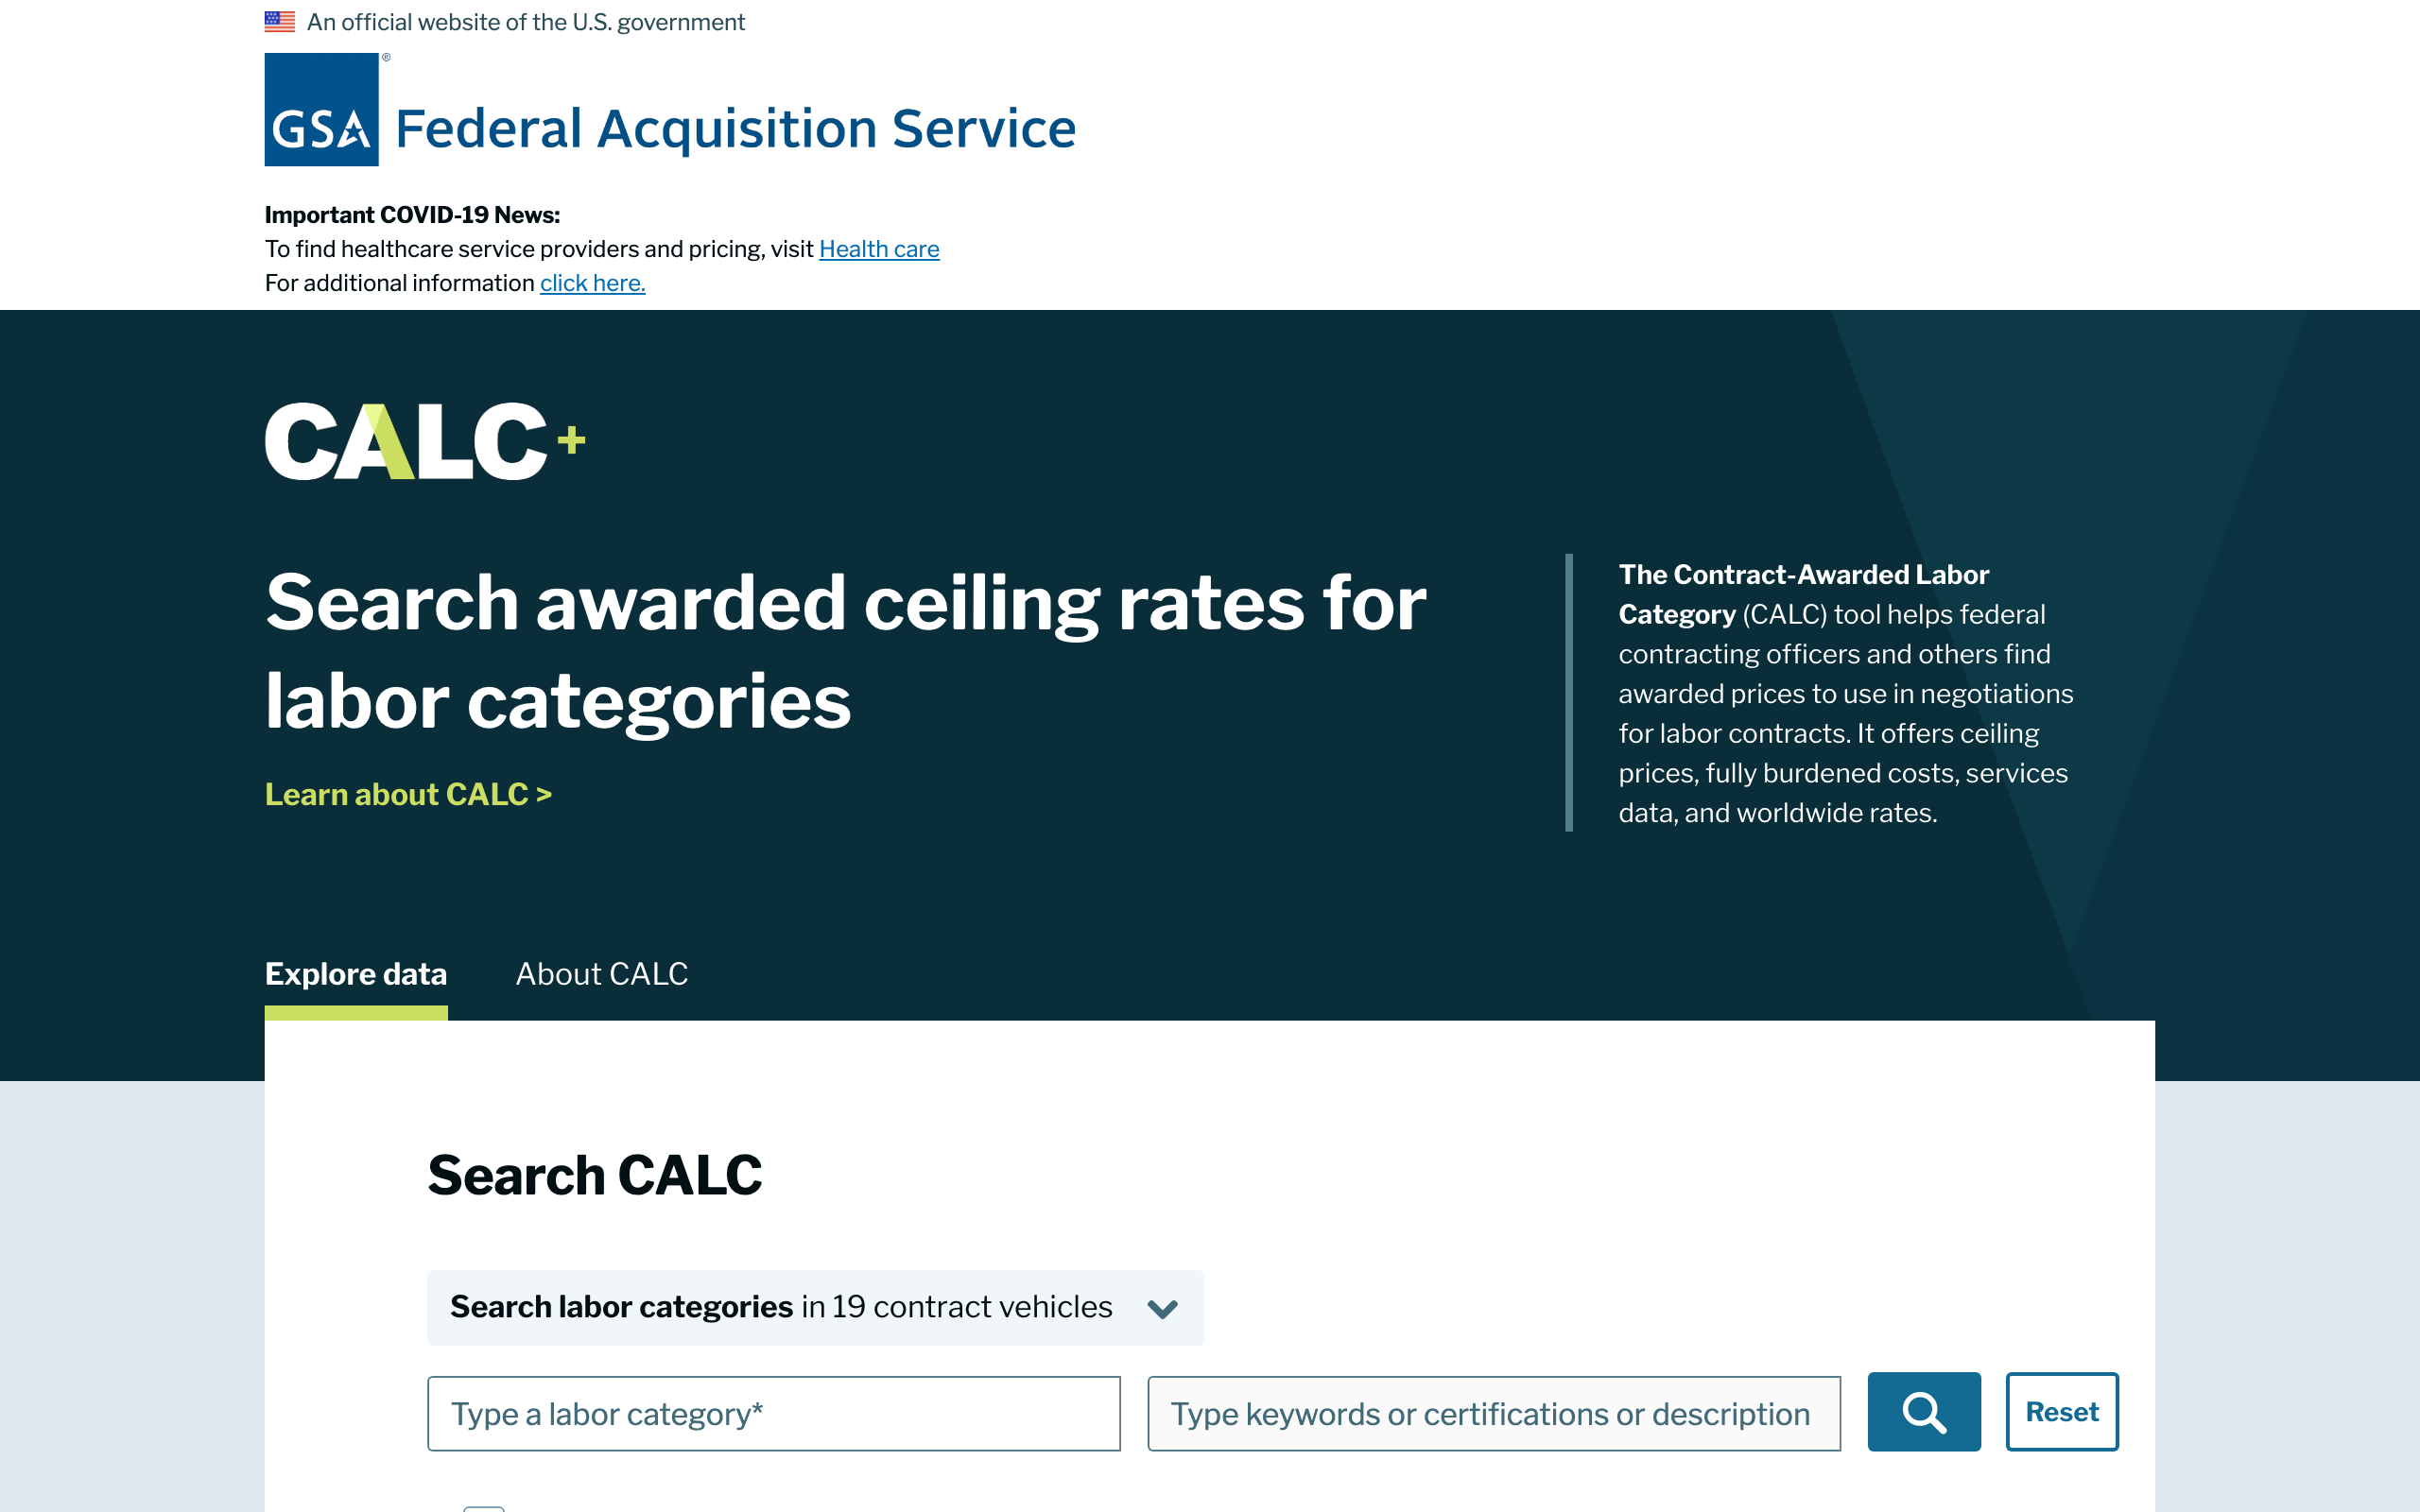 An official website of the U.S. government
GSA ®
Federal Acquisition Service
Important COVID-19 News:
To find healthcare service providers and pricing, visit Health care
For additional information click here.
CALC+
Search awarded ceiling rates for
labor categories
Learn about CALC >
The Contract-Awarded Labor
Category (CALC) tool helps federal
contracting officers and others find
awarded prices to use in negotiations
for labor contracts. It offers ceiling
prices, fully burdened costs, services
data, and worldwide rates.
Explore data
About CALC
Search CALC
Search labor categories in 19 contract vehicles
Type a labor category*
Type keywords or certifications or description
Reset